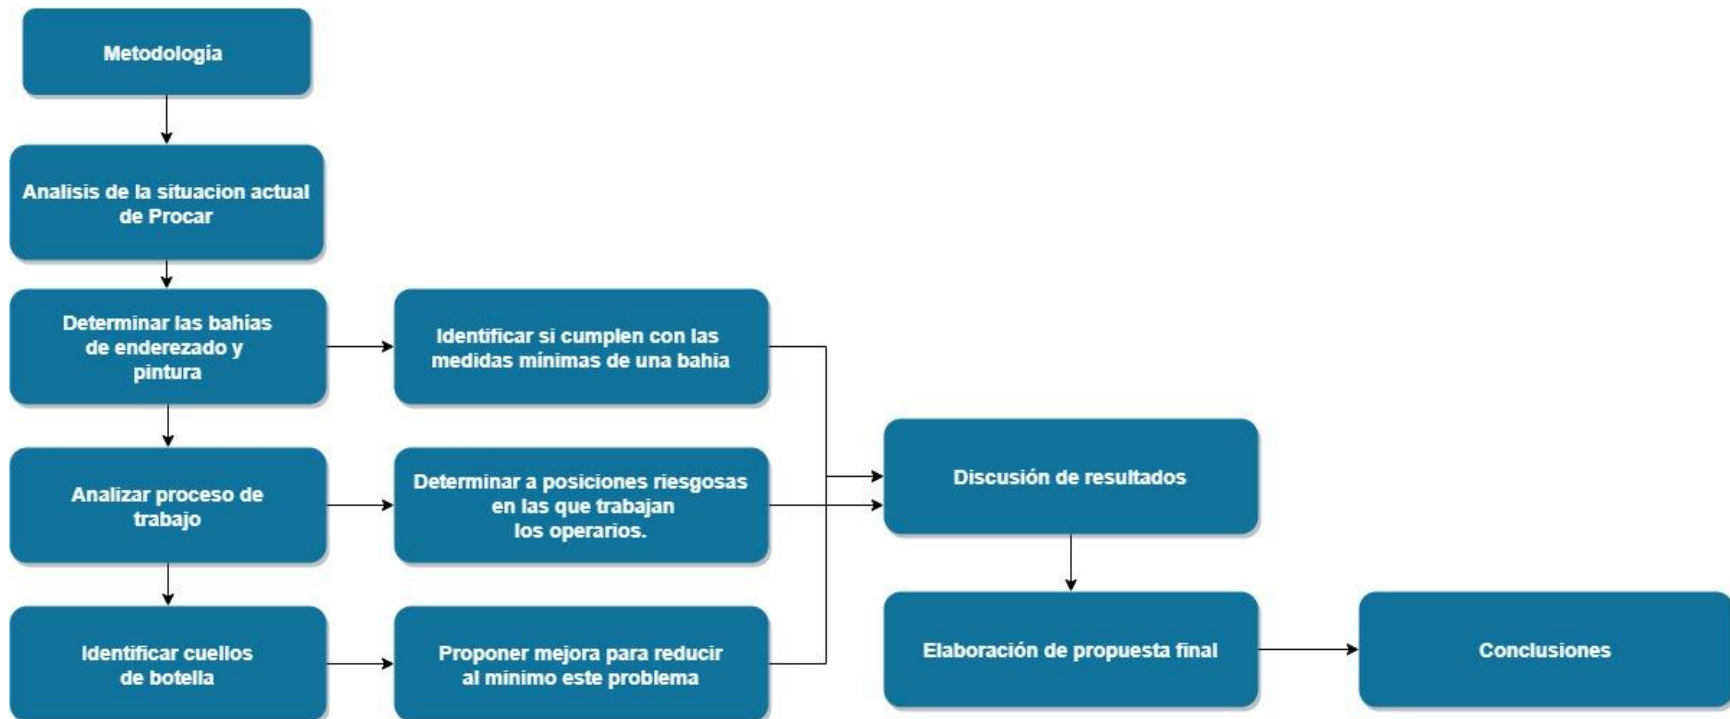 Metodología
Analisis de la situacion actual
de Procar
Determinar las bahías
de enderezado y
pintura
Identificar si cumplen con las
medidas mínimas de una bahia
Analizar proceso de
trabajo
Determinar a posiciones riesgosas
en las que trabajan
los operarios.
Identificar cuellos
de botella
Proponer mejora para reducir
al minimo este problema
Discusión de resultados
Elaboración de propuesta final
Conclusiones